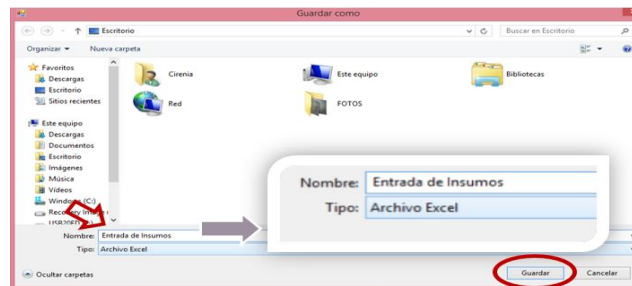 Guardar como
Escritorio
Buscar en Escritorio
Organizar
Nueva carpeta
Favoritos
Descargas
Escritorio
Sitios recientes
Este equipo
Descargas
Documentos
Escritorio
Imágenes
Música
Vídeos
Windows (C:)
Recovery Image
Cirenia
Este equipo
Bibliotecas
Red
FOTOS
Nombre: Entrada de Insumos
Tipo: Archivo Excel
Nombre: Entrada de Insumos
Tipo: Archivo Excel
Ocultar carpetas
Guardar
Cancelar